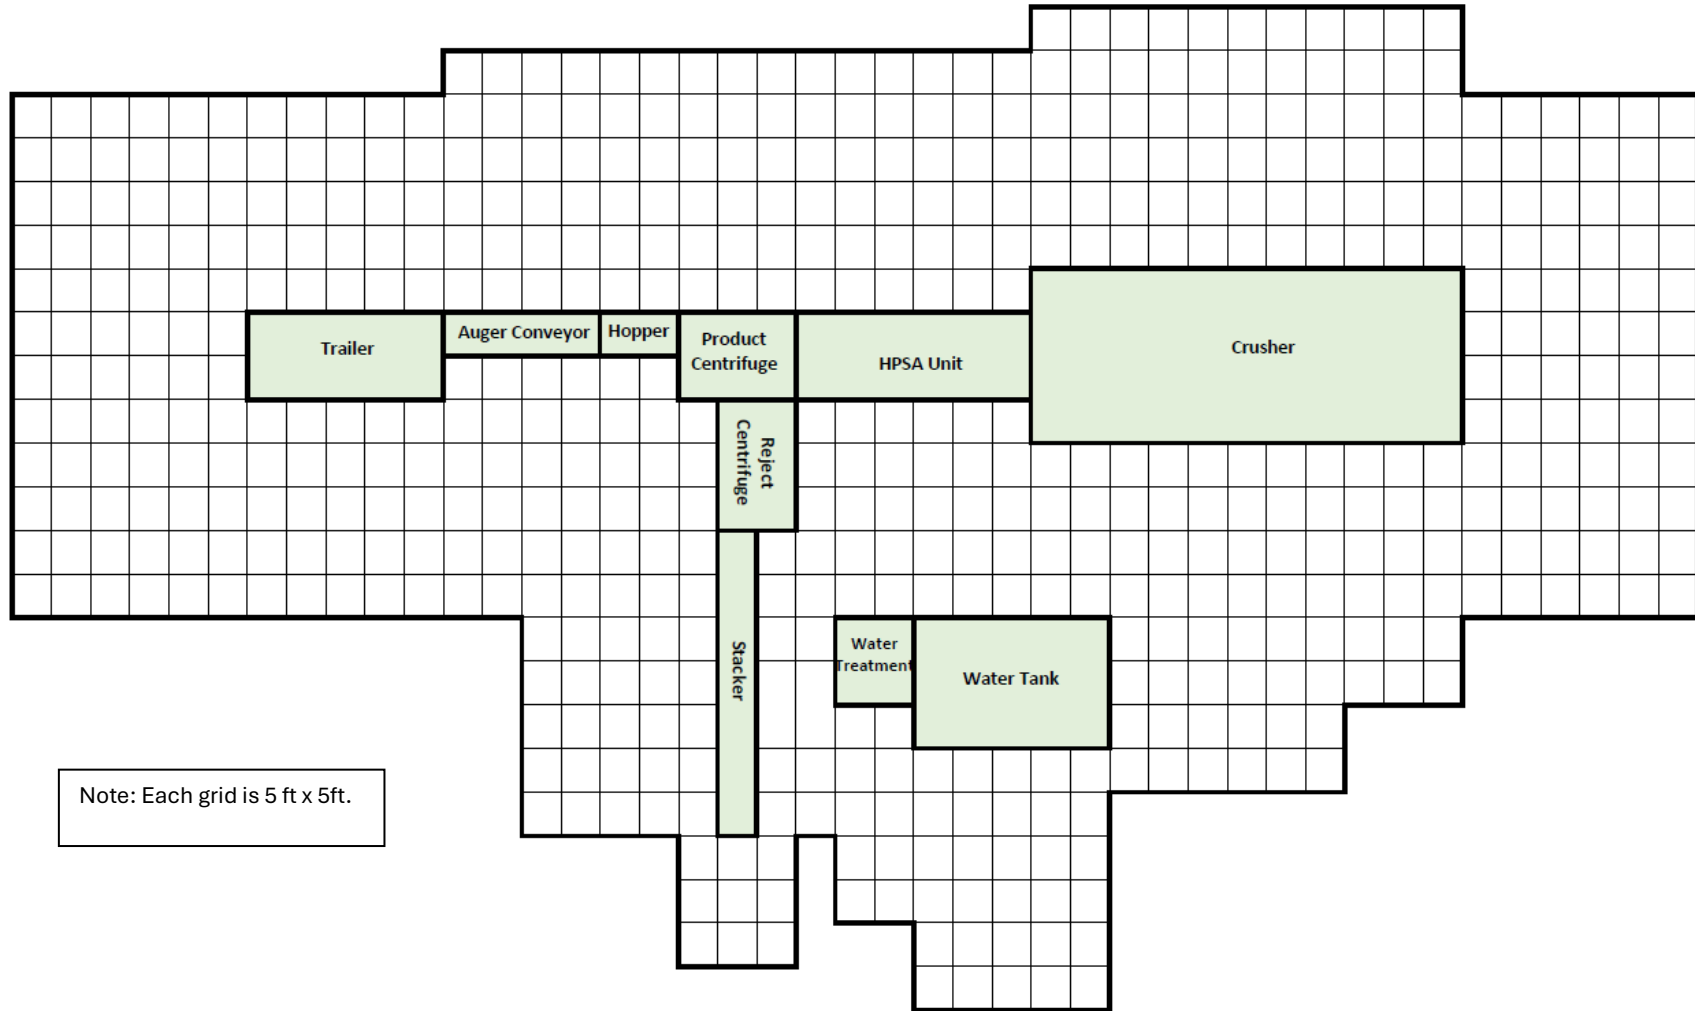 Trailer
Auger Conveyor
Hopper
Product
Centrifuge
HPSA Unit
Crusher
Reject
Centrifuge
Stacker
Water
Treatment
Water Tank
Note: Each grid is 5 ft x 5ft.